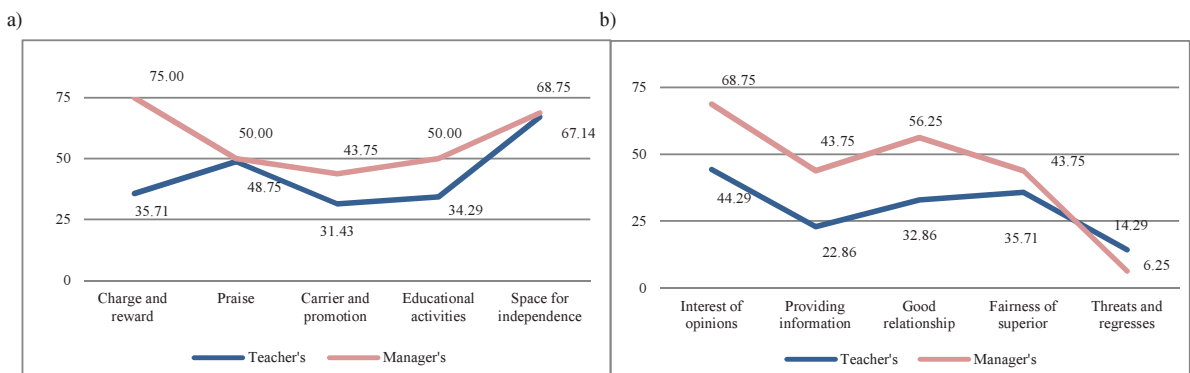 a)
75.00
68.75
75
50.00
50.00
67.14
43.75
50
48.75
35.71
34.29
31.43
25
0
Charge and
reward
Praise
Carrier and
promotion
Educational
activities
Space for
independence
Teacher's
Manager's
b)
68.75
75
56.25
43.75
43.75
50
44.29
32.86
35.71
22.86
25
14.29
6.25
0
Interest of
opinions
Providing
information
Good
relationship
Fairness of
superior
Threats and
regresses
Teacher's
Manager's